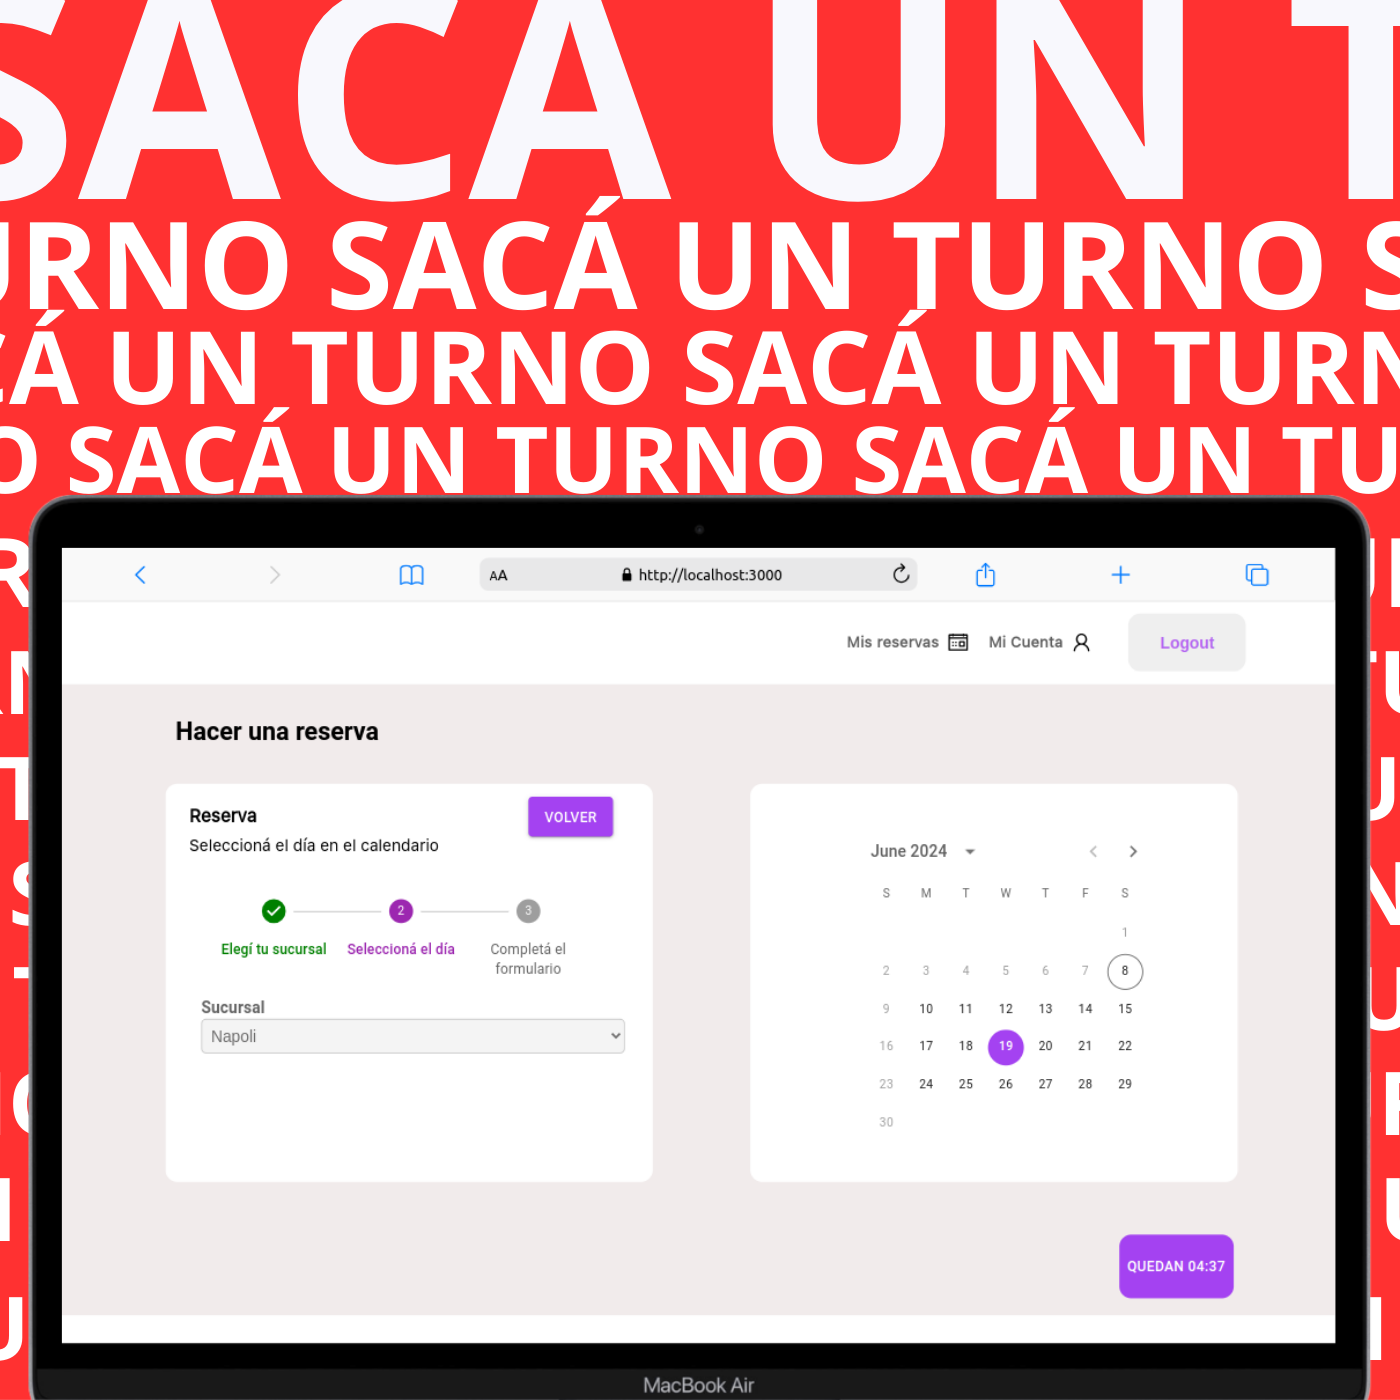 SACÁ UN T
URNO SACÁ UN TURNO S
CÁ UN TURNO SACÁ UN TURN
O SACÁ UN TURNO SACÁ UN TU
AA http://localhost:3000
Mis reservas Mi Cuenta Logout
Hacer una reserva
Reserva
VOLVER
Seleccioná el día en el calendario
2 3
Elegí tu sucursal Seleccioná el día Completá el
formulario
Sucursal
Napoli
June 2024
S M T W T F S
1
2 3 4 5 6 7 8
9 10 11 12 13 14 15
16 17 18 19 20 21 22
23 24 25 26 27 28 29
30
QUEDAN 04:37
MacBook Air